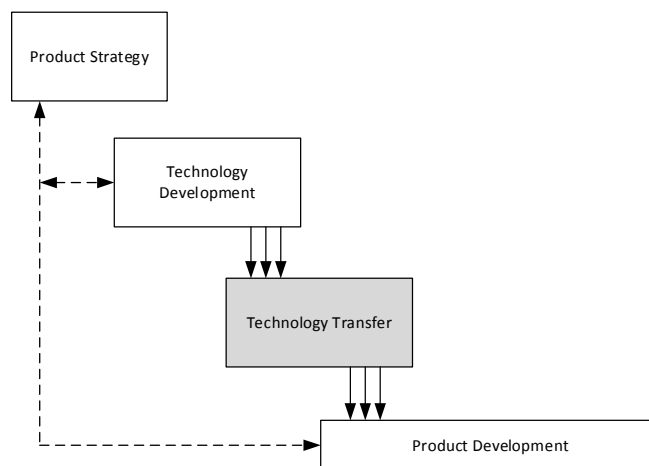 Product Strategy
Technology
Development
Technology Transfer
Product Development